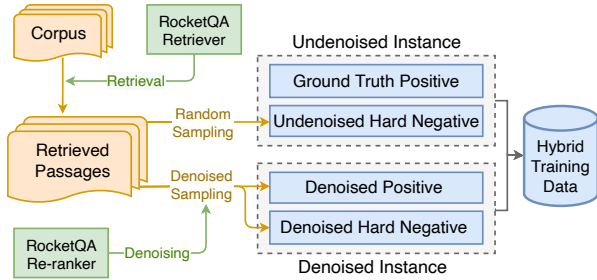 Corpus
RocketQA
Retriever
Retrieval
Undenoised Instance
Ground Truth Positive
Undenoised Hard Negative
Random
Sampling
Retrieved
Passages
Denoised
Sampling
Denoised Positive
Denoised Hard Negative
Denoised Instance
RocketQA
Re-ranker
Denoising
Hybrid
Training
Data